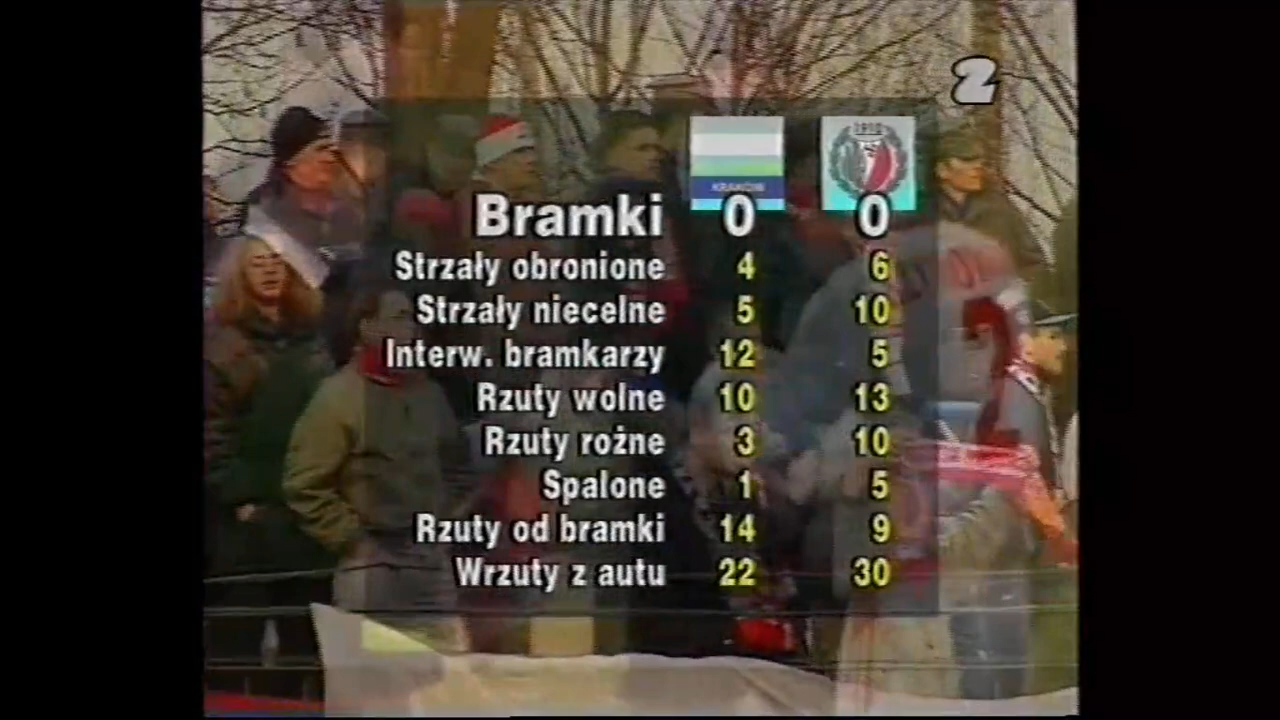 2
KRAKÓW
1910
Bramki 0 0
Strzały obronione 4 6
Strzały niecelne 5 10
Interw. bramkarzy 12 5
Rzuty wolne 10 13
Rzuty rożne 3 10
Spalone 1 5
Rzuty od bramki 14 9
Wrzuty z autu 22 30